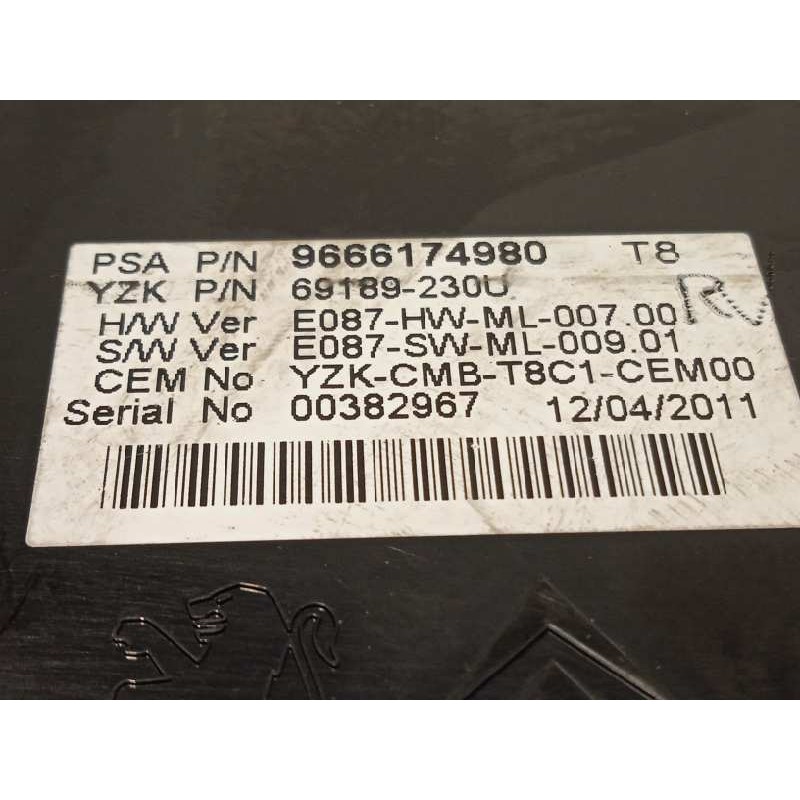 PSA P/N 9666174980 T8
YZK P/N 69189-230U
H/W Ver E087-HW-ML-007.00
S/W Ver E087-SW-ML-009.01
CEM No YZK-CMB-T8C1-CEM00
Serial No 00382967 12/04/2011